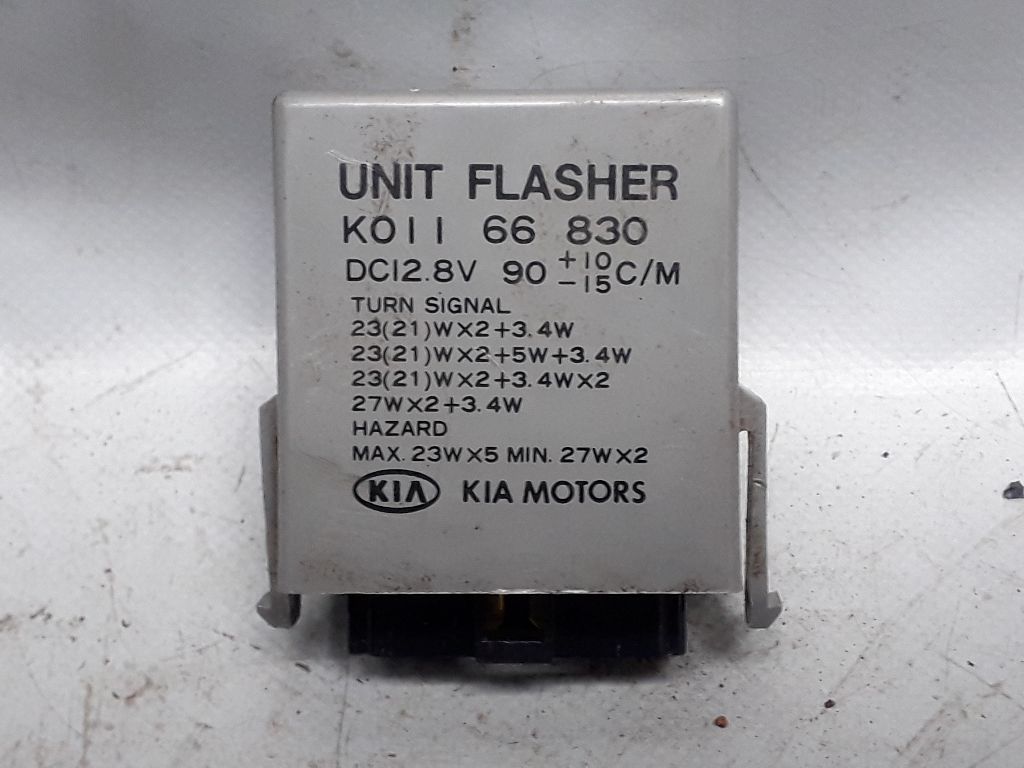 UNIT FLASHER
K011 66 830
DC12.8V 90 +10 -15 C/M
TURN SIGNAL
23(21)W×2+3.4W
23(21)W×2+5W+3.4W
23(21)W×2+3.4W×2
27W×2+3.4W
HAZARD
MAX. 23W×5 MIN. 27W×2
KIA KIA MOTORS